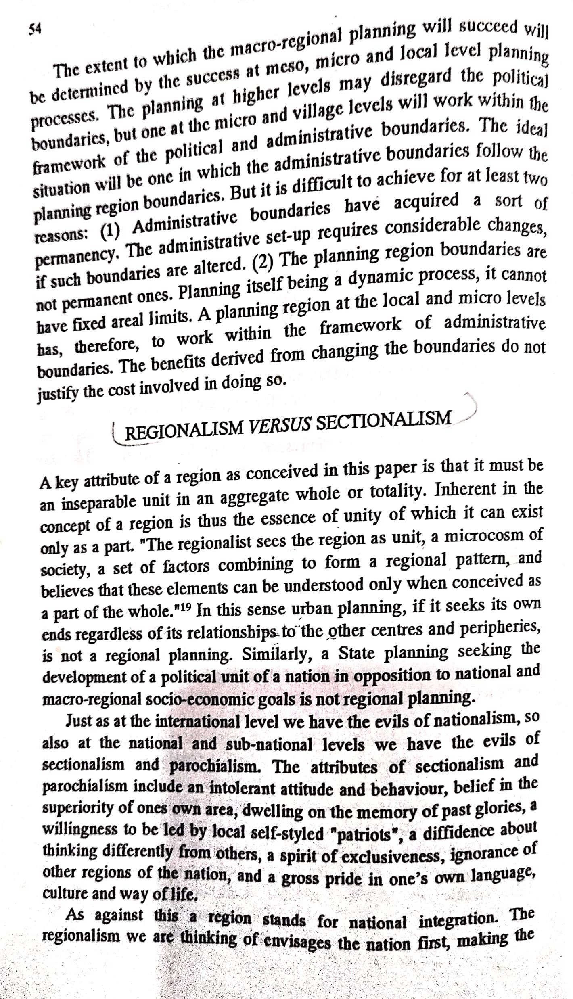 54
The extent to which the macro-regional planning will succeed will
be determined by the success at meso, micro and local level planning
processes. The planning at higher levels may disregard the political
boundaries, but one at the micro and village levels will work within the
framework of the political and administrative boundaries. The ideal
situation will be one in which the administrative boundaries follow the
planning region boundaries. But it is difficult to achieve for at least two
reasons: (1) Administrative boundaries have acquired a sort of
permanency. The administrative set-up requires considerable changes,
if such boundaries are altered. (2) The planning region boundaries are
not permanent ones. Planning itself being a dynamic process, it cannot
have fixed areal limits. A planning region at the local and micro levels
has, therefore, to work within the framework of administrative
boundaries. The benefits derived from changing the boundaries do not
justify the cost involved in doing so.
REGIONALISM VERSUS SECTIONALISM
A key attribute of a region as conceived in this paper is that it must be
an inseparable unit in an aggregate whole or totality. Inherent in the
concept of a region is thus the essence of unity of which it can exist
only as a part. "The regionalist sees the region as unit, a microcosm of
society, a set of factors combining to form a regional pattern, and
believes that these elements can be understood only when conceived as
a part of the whole."19 In this sense urban planning, if it seeks its own
ends regardless of its relationships to the other centres and peripheries,
is not a regional planning. Similarly, a State planning seeking the
development of a political unit of a nation in opposition to national and
macro-regional socio-economic goals is not regional planning.
Just as at the international level we have the evils of nationalism, so
also at the national and sub-national levels we have the evils of
sectionalism and parochialism. The attributes of sectionalism and
parochialism include an intolerant attitude and behaviour, belief in the
superiority of ones own area, dwelling on the memory of past glories, a
willingness to be led by local self-styled "patriots", a diffidence about
thinking differently from others, a spirit of exclusiveness, ignorance of
other regions of the nation, and a gross pride in one's own language,
culture and way of life.
As against this a region stands for national integration. The
regionalism we are thinking of envisages the nation first, making the